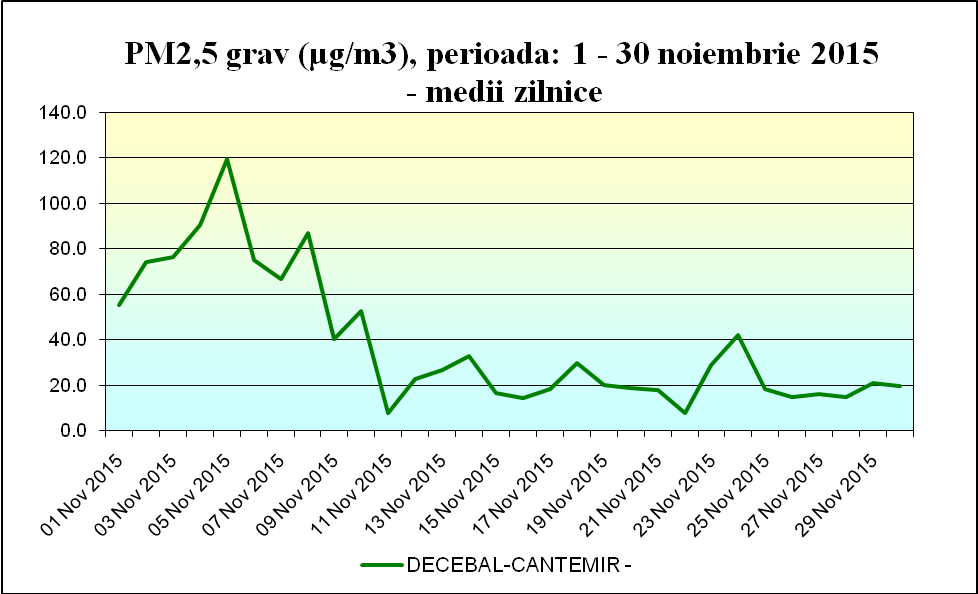 PM2,5 grav (µg/m3), perioada: 1 - 30 noiembrie 2015
- medii zilnice
140.0
120.0
100.0
80.0
60.0
40.0
20.0
0.0
01 Nov 2015
03 Nov 2015
05 Nov 2015
07 Nov 2015
09 Nov 2015
11 Nov 2015
13 Nov 2015
15 Nov 2015
17 Nov 2015
19 Nov 2015
21 Nov 2015
23 Nov 2015
25 Nov 2015
27 Nov 2015
29 Nov 2015
DECEBAL-CANTEMIR -